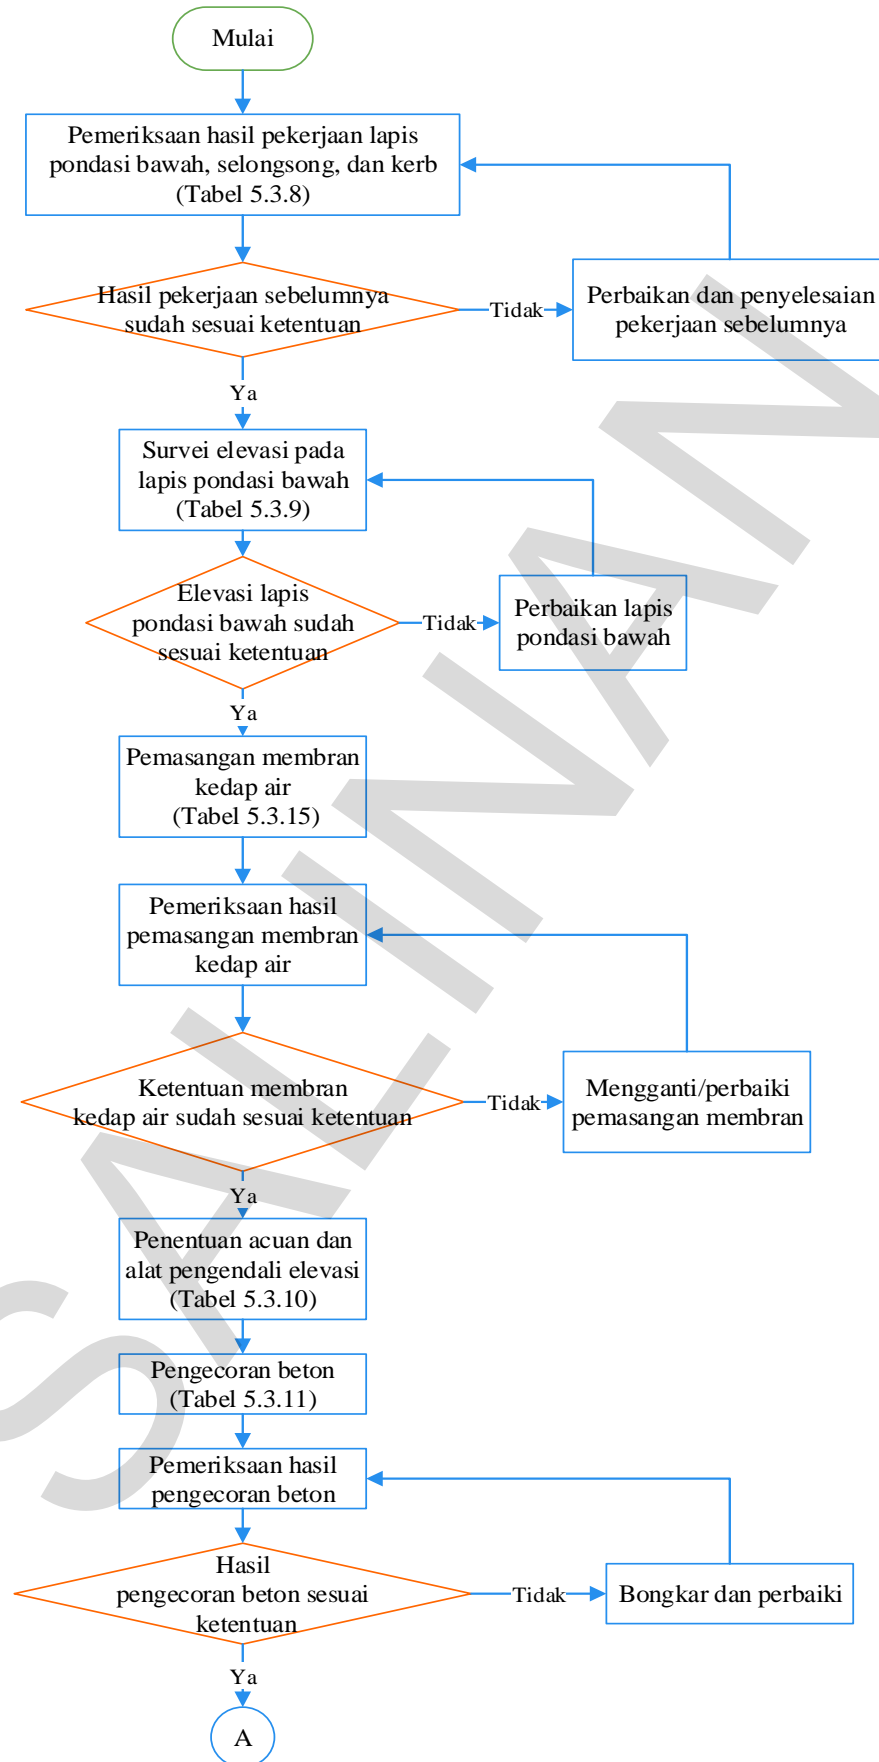 Mulai
Pemeriksaan hasil pekerjaan lapis
pondasi bawah, selongsong, dan kerb
(Tabel 5.3.8)
Hasil pekerjaan sebelumnya
sudah sesuai ketentuan
Tidak
Perbaikan dan penyelesaian
pekerjaan sebelumnya
Ya
Survei elevasi pada
lapis pondasi bawah
(Tabel 5.3.9)
Elevasi lapis
pondasi bawah sudah
sesuai ketentuan
Tidak
Perbaikan lapis
pondasi bawah
Ya
Pemasangan membran
kedap air
(Tabel 5.3.15)
Pemeriksaan hasil
pemasangan membran
kedap air
Ketentuan membran
kedap air sudah sesuai ketentuan
Tidak
Mengganti/perbaiki
pemasangan membran
Ya
Penentuan acuan dan
alat pengendali elevasi
(Tabel 5.3.10)
Pengecoran beton
(Tabel 5.3.11)
Pemeriksaan hasil
pengecoran beton
Hasil
pengecoran beton sesuai
ketentuan
Tidak
Bongkar dan perbaiki
Ya
A
SALINAN